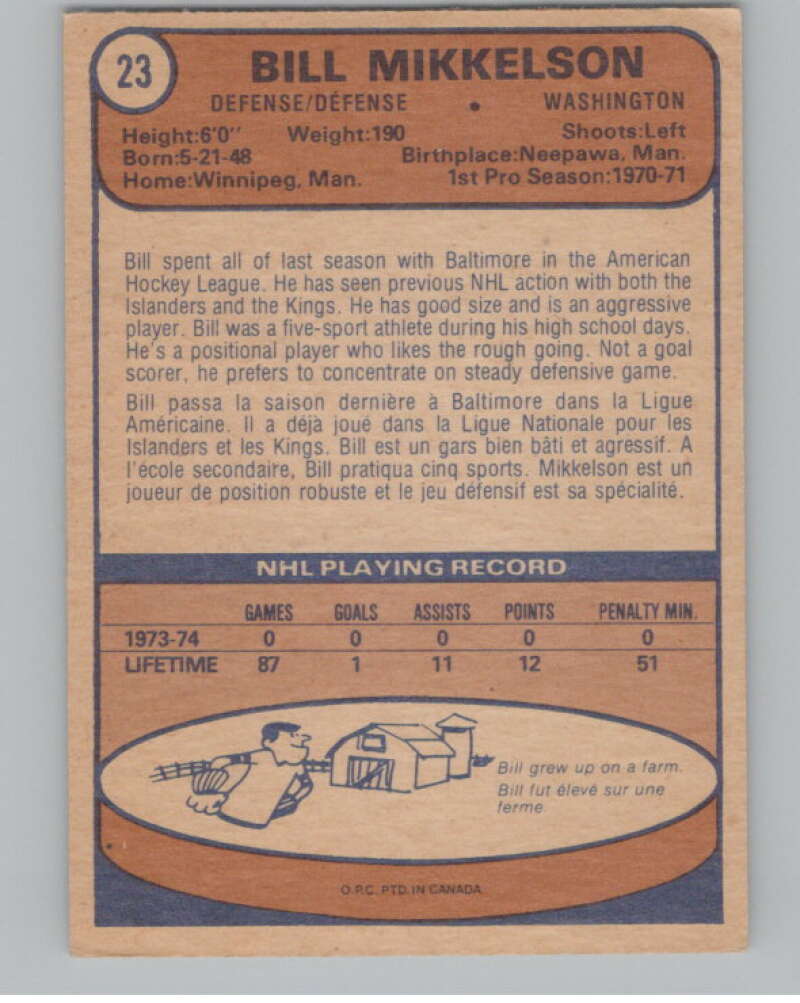 23
BILL MIKKELSON
DEFENSE/DÉFENSE • WASHINGTON
Height:6'0" Weight:190 Shoots:Left
Born:5-21-48 Birthplace:Neepawa, Man.
Home:Winnipeg, Man. 1st Pro Season:1970-71
Bill spent all of last season with Baltimore in the American
Hockey League. He has seen previous NHL action with both the
Islanders and the Kings. He has good size and is an aggressive
player. Bill was a five-sport athlete during his high school days.
He's a positional player who likes the rough going. Not a goal
scorer, he prefers to concentrate on steady defensive game.
Bill passa la saison dernière à Baltimore dans la Ligue
Américaine. Il a déjà joué dans la Ligue Nationale pour les
Islanders et les Kings. Bill est un gars bien bâti et agressif. A
l'école secondaire, Bill pratiqua cinq sports. Mikkelson est un
joueur de position robuste et le jeu défensif est sa spécialité.
NHL PLAYING RECORD
GAMES GOALS ASSISTS POINTS PENALTY MIN.
1973-74 0 0 0 0 0
LIFETIME 87 1 11 12 51
Bill grew up on a farm.
Bill fut élevé sur une
ferme.
O.P.C. PTD. IN CANADA